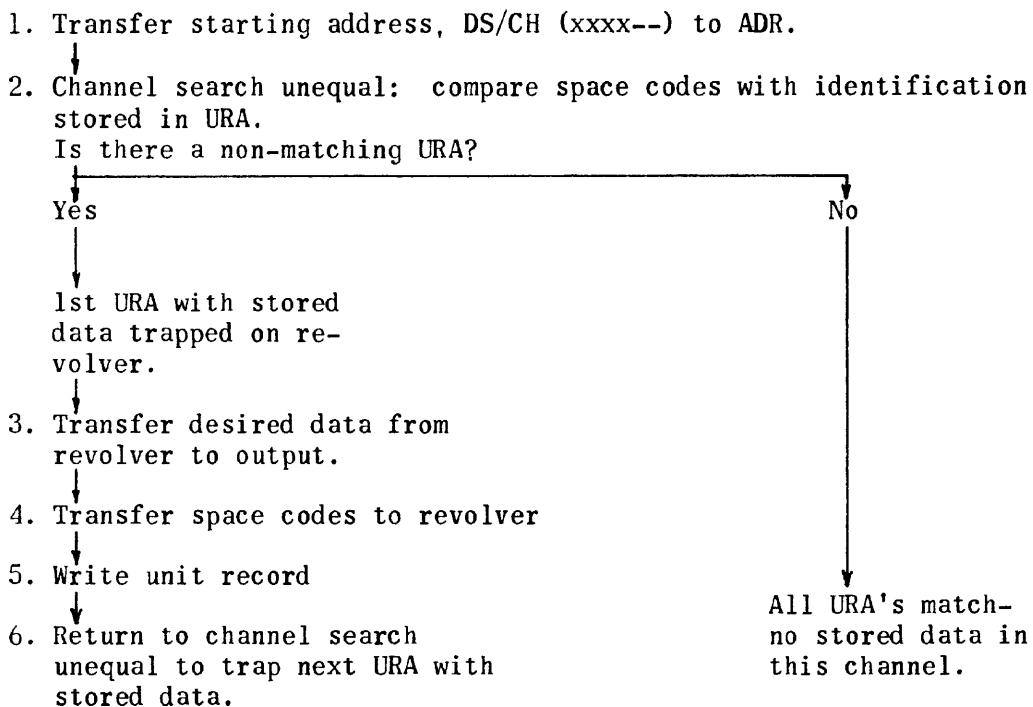 1. Transfer starting address, DS/CH (xxxx--) to ADR.
2. Channel search unequal: compare space codes with identification
stored in URA.
Is there a non-matching URA?
Yes
No
1st URA with stored
data trapped on re-
volver.
3. Transfer desired data from
revolver to output.
4. Transfer space codes to revolver
5. Write unit record
6. Return to channel search
unequal to trap next URA with
stored data.
All URA's match-
no stored data in
this channel.